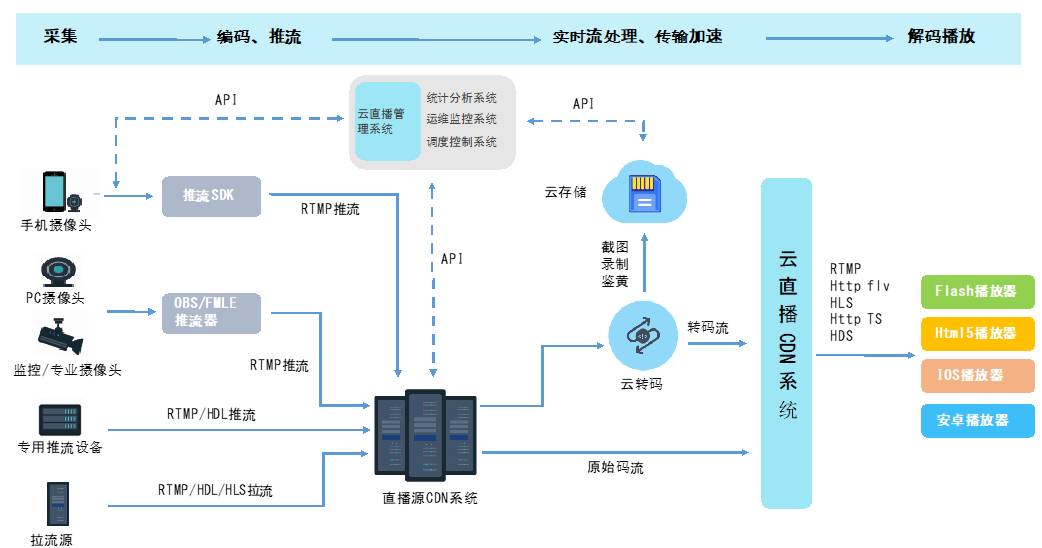 采集
编码、推流
实时流处理、传输加速
解码播放
API
云直播管
理系统
统计分析系统
运维监控系统
调度控制系统
API
手机摄像头
推流SDK
RTMP推流
云存储
API
截图
录制
鉴黄
PC摄像头
OBS/FMLE
推流器
云直播CDN系统
RTMP
Http flv
HLS
Http TS
HDS
Flash播放器
Html5播放器
IOS播放器
安卓播放器
转码流
监控/专业摄像头
RTMP推流
云转码
RTMP/HDL推流
专用推流设备
原始码流
RTMP/HDL/HLS拉流
直播源CDN系统
拉流源